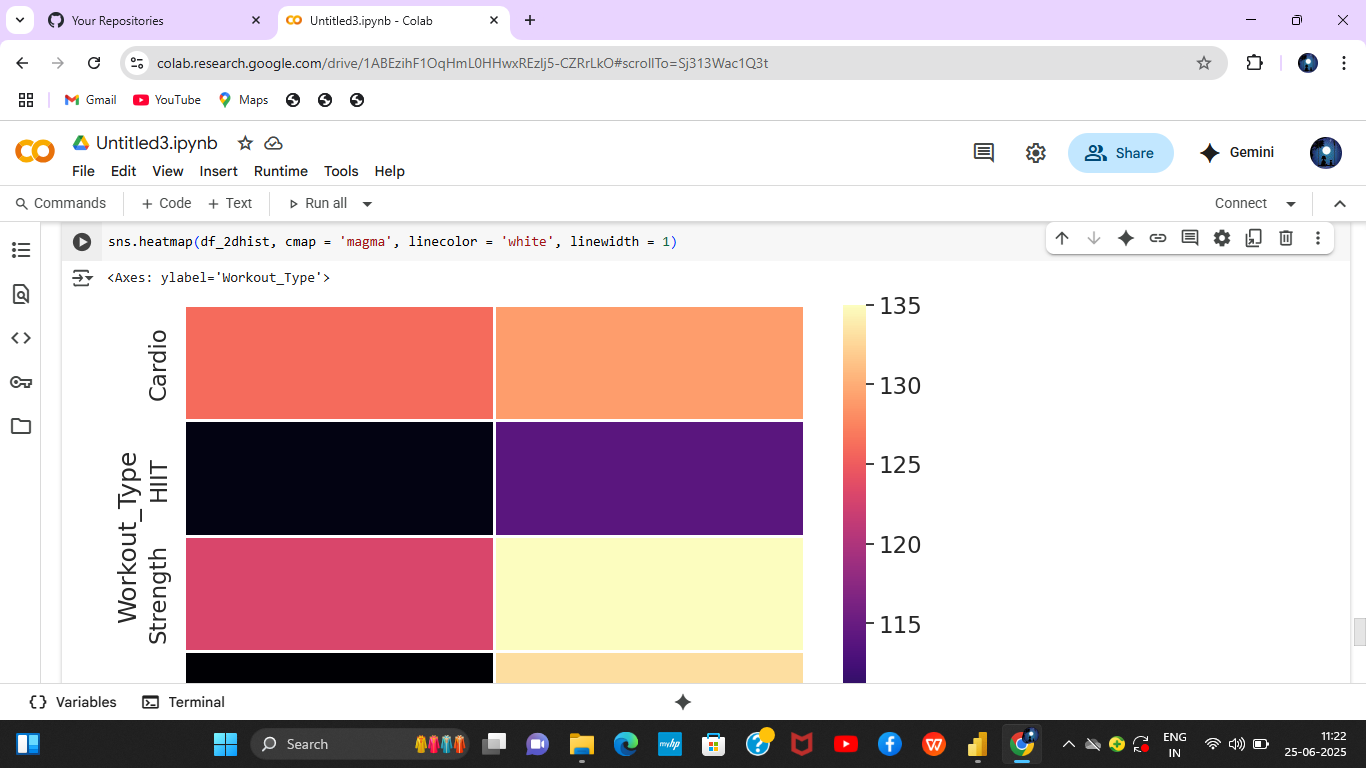 Your Repositories
Untitled3.ipynb - Colab
colab.research.google.com/drive/1ABEzihF1OqHmL0HHwxREzlj5-CZRrLkO#scrollTo=Sj313Wac1Q3t
Gmail YouTube Maps
Untitled3.ipynb
File Edit View Insert Runtime Tools Help
Share
Gemini
Commands + Code + Text Run all
Connect
sns.heatmap(df_2dhist, cmap = 'magma', linecolor = 'white', linewidth = 1)
<Axes: ylabel='Workout_Type'>
Workout_Type
Cardio
HIIT
Strength
135
130
125
120
115
Variables Terminal
Search
myhp
ENG
IN
11:22
25-06-2025